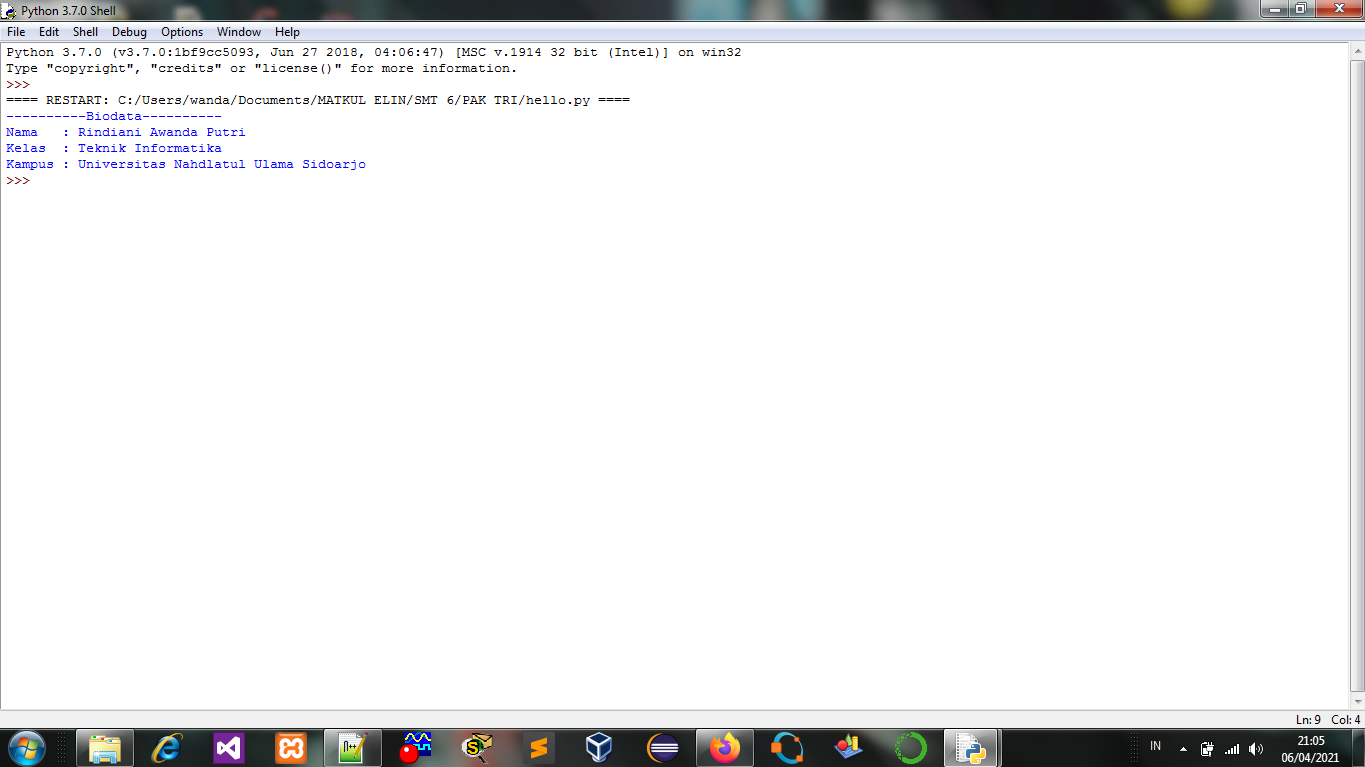 Python 3.7.0 Shell
File Edit Shell Debug Options Window Help
Python 3.7.0 (v3.7.0:1bf9cc5093, Jun 27 2018, 04:06:47) [MSC v.1914 32 bit (Intel)] on win32
Type "copyright", "credits" or "license()" for more information.
>>>
==== RESTART: C:/Users/wanda/Documents/MATKUL ELIN/SMT 6/PAK TRI/hello.py ====
----------Biodata----------
Nama   : Rindiani Awanda Putri
Kelas  : Teknik Informatika
Kampus : Universitas Nahdlatul Ulama Sidoarjo
>>>
Ln: 9 Col: 4
IN
21:05
06/04/2021